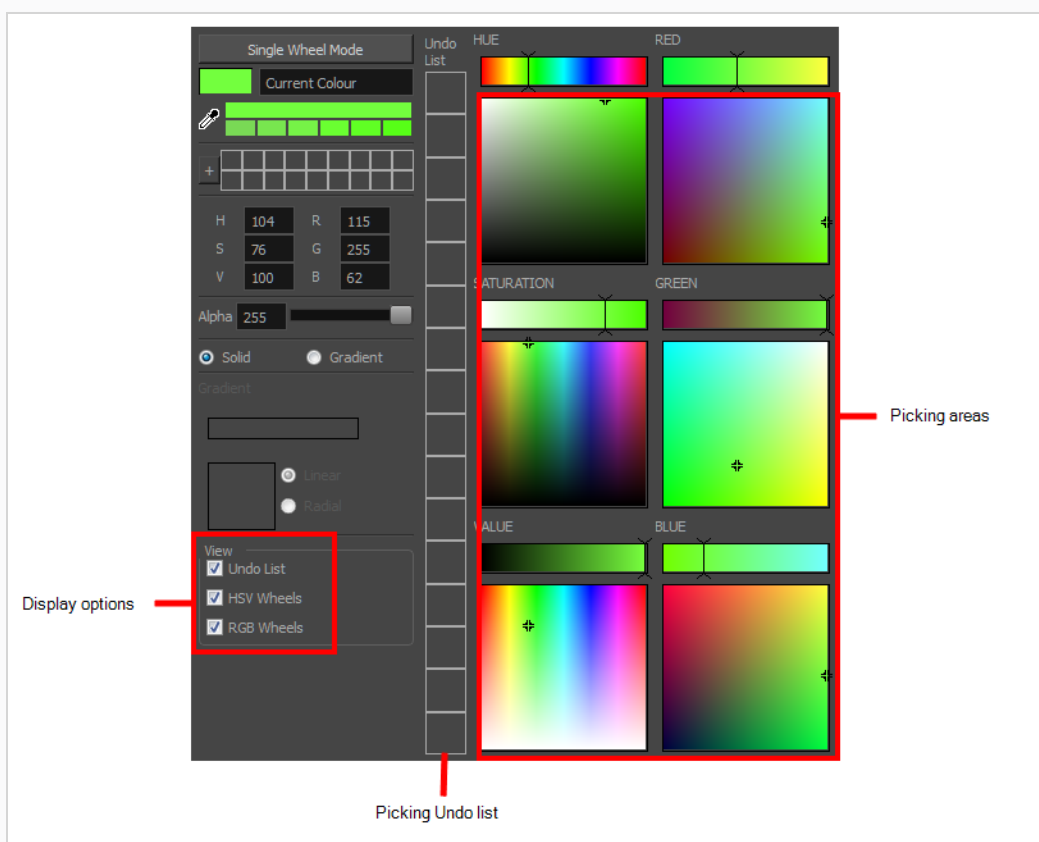 Single Wheel Mode
Current Colour
+
H 104 R 115
S 76 G 255
V 100 B 62
Alpha 255
Solid Gradient
Gradient
Linear
Radial
View
Undo List
HSV Wheels
RGB Wheels
Display options
Undo
List
Picking Undo list
HUE
RED
SATURATION
GREEN
VALUE
BLUE
Picking areas